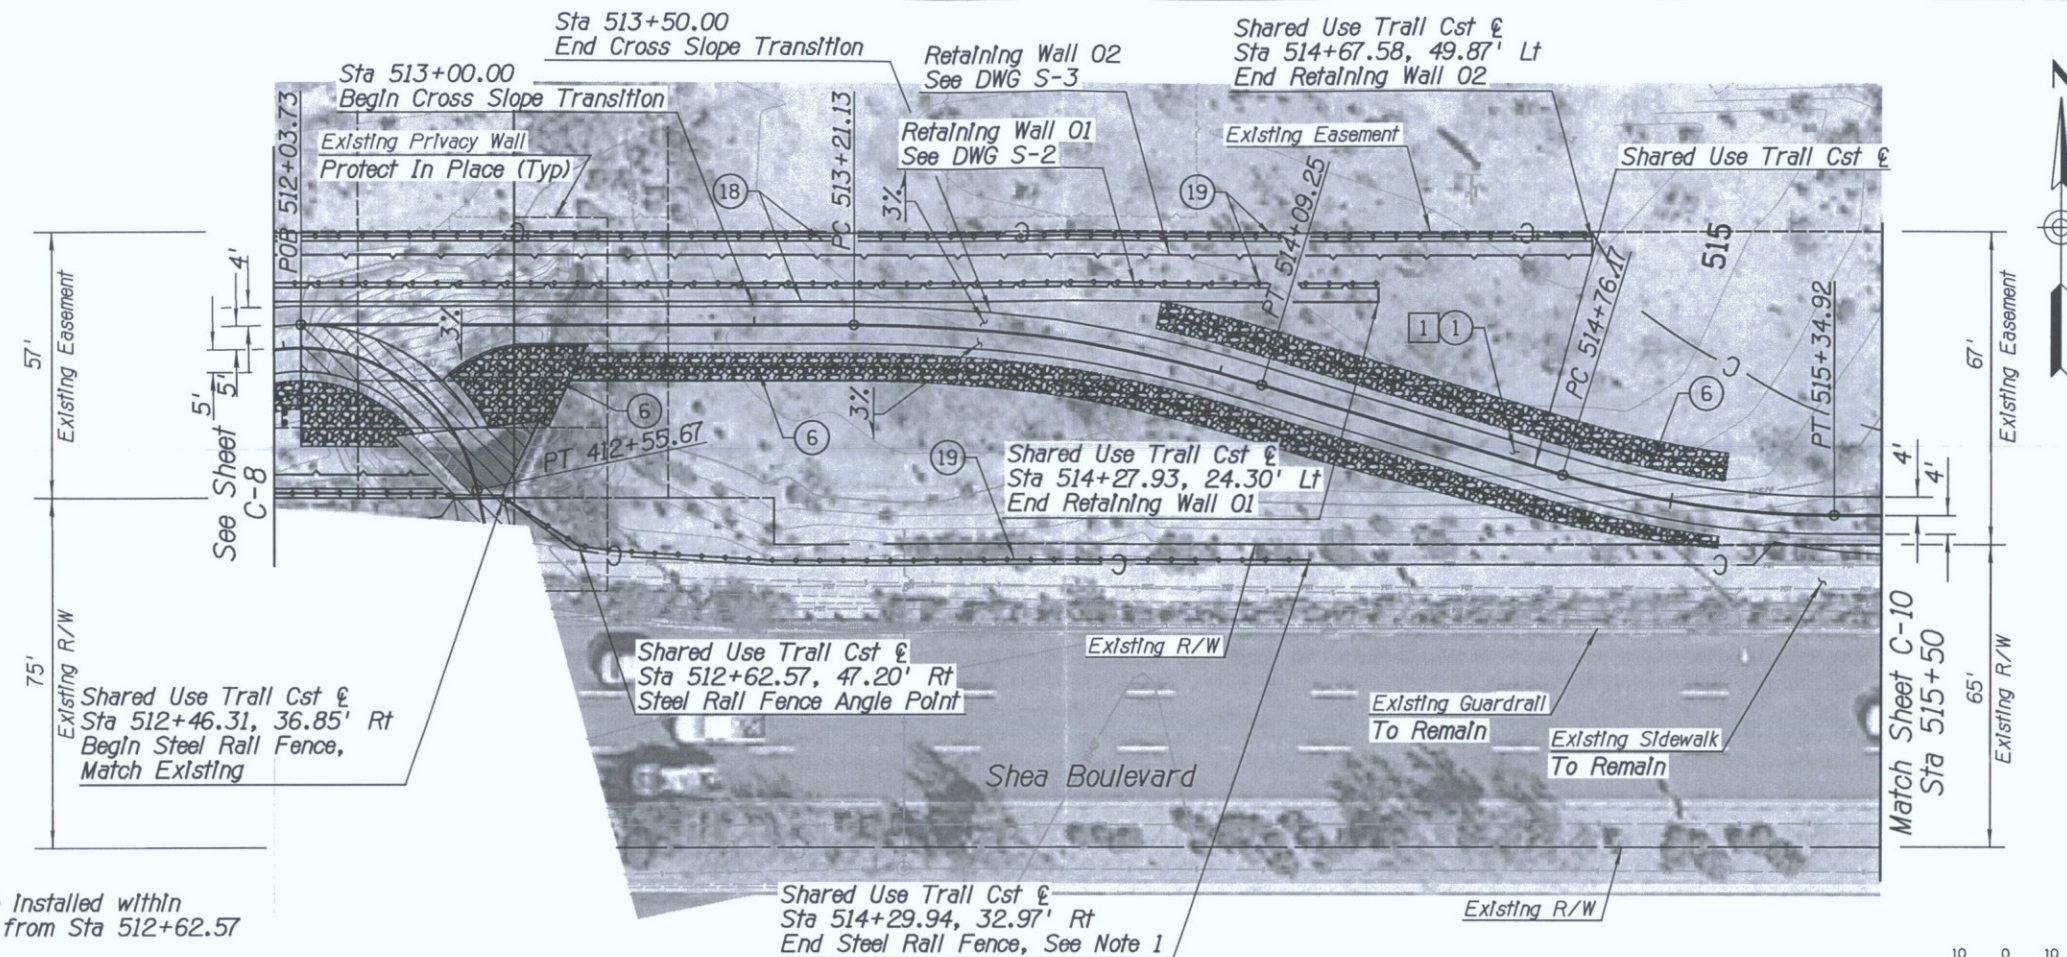 Sta 513+50.00
End Cross Slope Transition
Sta 513+00.00
Begin Cross Slope Transition
Existing Privacy Wall
Protect In Place (Typ)
Retaining Wall 02
See DWG S-3
Retaining Wall 01
See DWG S-2
Shared Use Trail Cst ℄
Sta 514+67.58, 49.87' Lt
End Retaining Wall 02
Existing Easement
Shared Use Trail Cst ℄
N
POB 512+03.73
PC 513+21.13
PT 514+09.25
PC 514+76.17
PT 515+34.92
515
18
19
3%
3%
3%
1
1
6
6
6
19
4'
5'
5'
57'
Existing Easement
See Sheet
C-8
75'
Existing R/W
PT 412+55.67
Shared Use Trail Cst ℄
Sta 514+27.93, 24.30' Lt
End Retaining Wall 01
67'
Existing Easement
4'
4'
Match Sheet C-10
Sta 515+50
65'
Existing R/W
Shared Use Trail Cst ℄
Sta 512+46.31, 36.85' Rt
Begin Steel Rail Fence,
Match Existing
Shared Use Trail Cst ℄
Sta 512+62.57, 47.20' Rt
Steel Rail Fence Angle Point
Existing R/W
Existing Guardrail
To Remain
Existing Sidewalk
To Remain
Shea Boulevard
Shared Use Trail Cst ℄
Sta 514+29.94, 32.97' Rt
End Steel Rail Fence, See Note 1
Existing R/W
installed within
from Sta 512+62.57
10 0 10